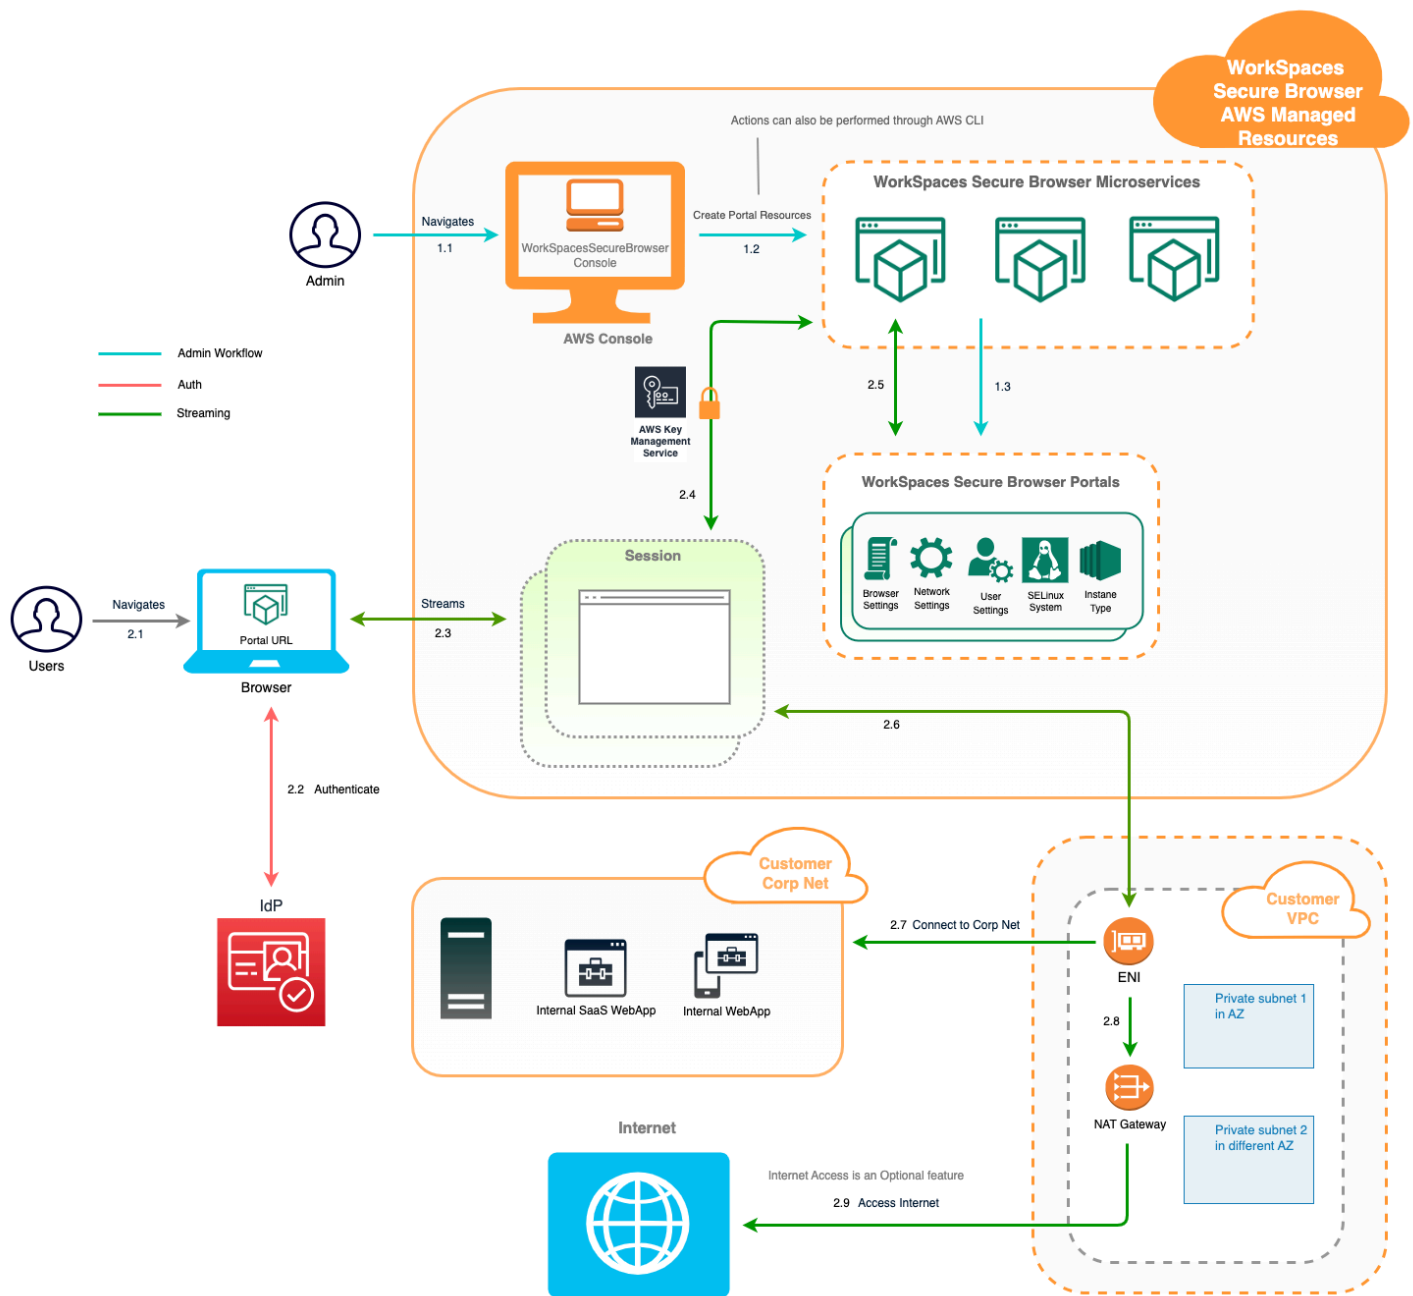 WorkSpaces
Secure Browser
AWS Managed
Resources
Actions can also be performed through AWS CLI
WorkSpaces Secure Browser Microservices
Navigates
1.1
Admin
WorkSpacesSecureBrowser
Console
AWS Console
Create Portal Resources
1.2
Admin Workflow
Auth
Streaming
AWS Key
Management
Service
2.4
2.5
1.3
WorkSpaces Secure Browser Portals
Browser
Settings
Network
Settings
User
Settings
SELinux
System
Instane
Type
Session
Navigates
2.1
Users
Portal URL
Browser
Streams
2.3
2.6
2.2 Authenticate
IdP
Customer
Corp Net
Internal SaaS WebApp
Internal WebApp
2.7 Connect to Corp Net
Customer
VPC
ENI
2.8
NAT Gateway
Private subnet 1
in AZ
Private subnet 2
in different AZ
Internet
Internet Access is an Optional feature
2.9 Access Internet